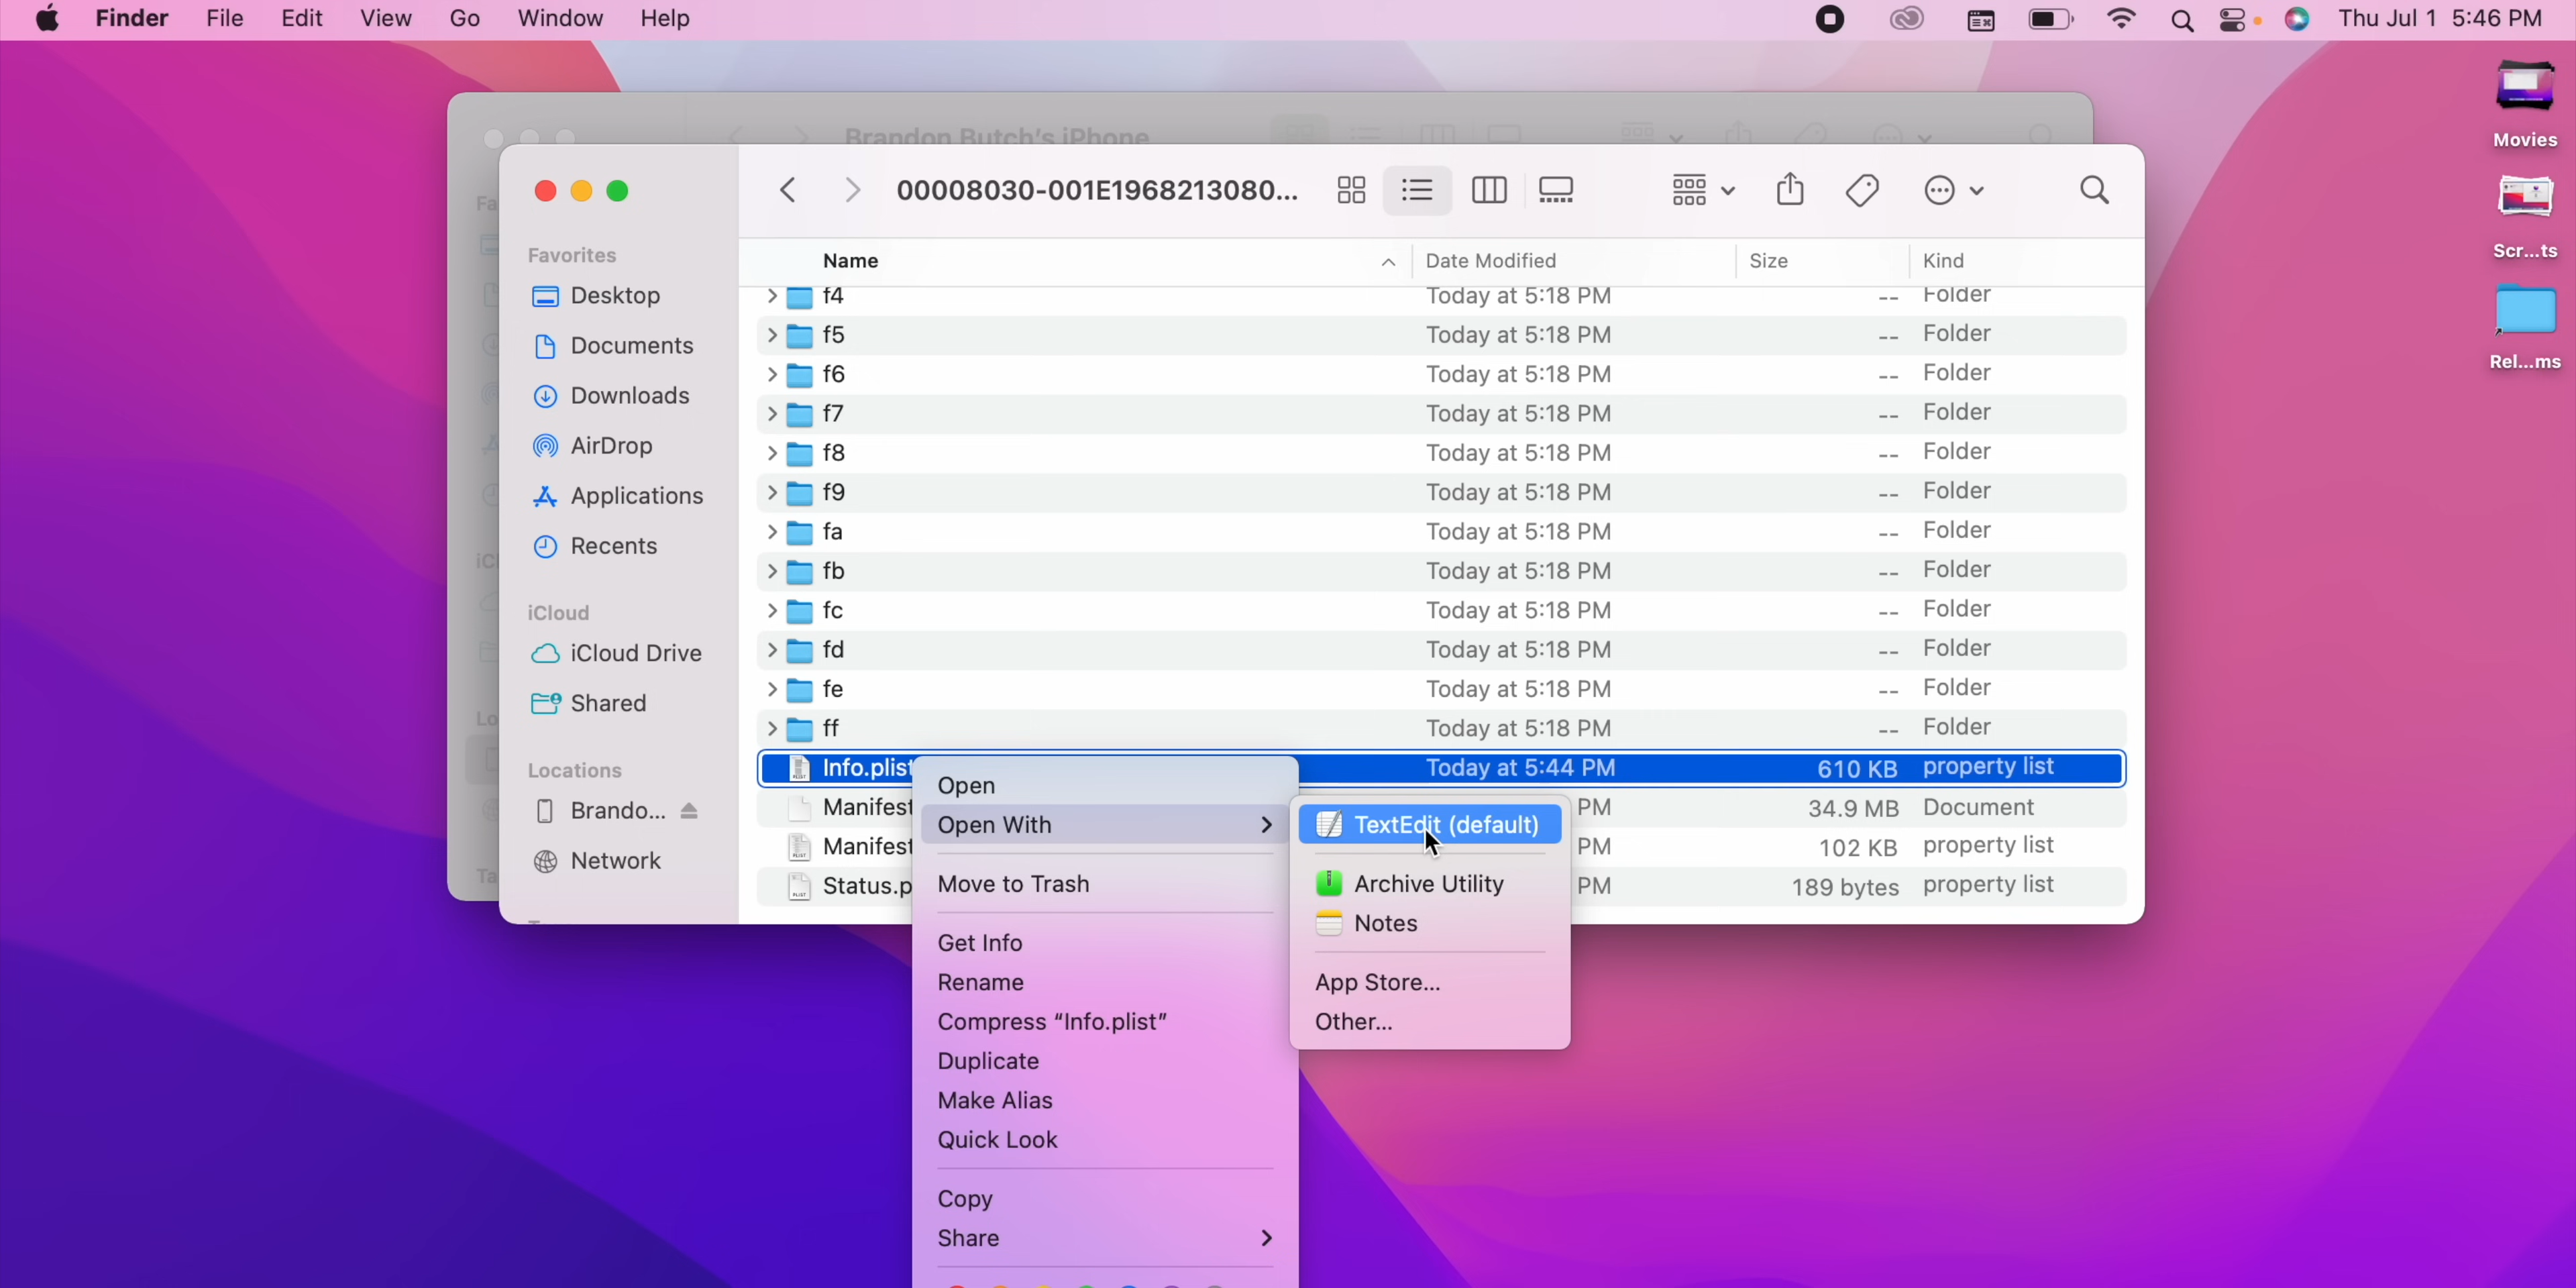 Finder File Edit View Go Window Help Thu Jul 1 5:46 PM
Movies
Scr...ts
Rel...ms
Brandon Butch's iPhone
00008030-001E1968213080...
Favorites
Desktop
Documents
Downloads
AirDrop
Applications
Recents
iCloud
iCloud Drive
Shared
Locations
Brando...
Network
Name Date Modified Size Kind
f4 Today at 5:18 PM -- Folder
f5 Today at 5:18 PM -- Folder
f6 Today at 5:18 PM -- Folder
f7 Today at 5:18 PM -- Folder
f8 Today at 5:18 PM -- Folder
f9 Today at 5:18 PM -- Folder
fa Today at 5:18 PM -- Folder
fb Today at 5:18 PM -- Folder
fc Today at 5:18 PM -- Folder
fd Today at 5:18 PM -- Folder
fe Today at 5:18 PM -- Folder
ff Today at 5:18 PM -- Folder
Info.plist Today at 5:44 PM 610 KB property list
Manifest PM 34.9 MB Document
Manifest PM 102 KB property list
Status.p PM 189 bytes property list
Open
Open With
Move to Trash
Get Info
Rename
Compress “Info.plist”
Duplicate
Make Alias
Quick Look
Copy
Share
TextEdit (default)
Archive Utility
Notes
App Store...
Other...